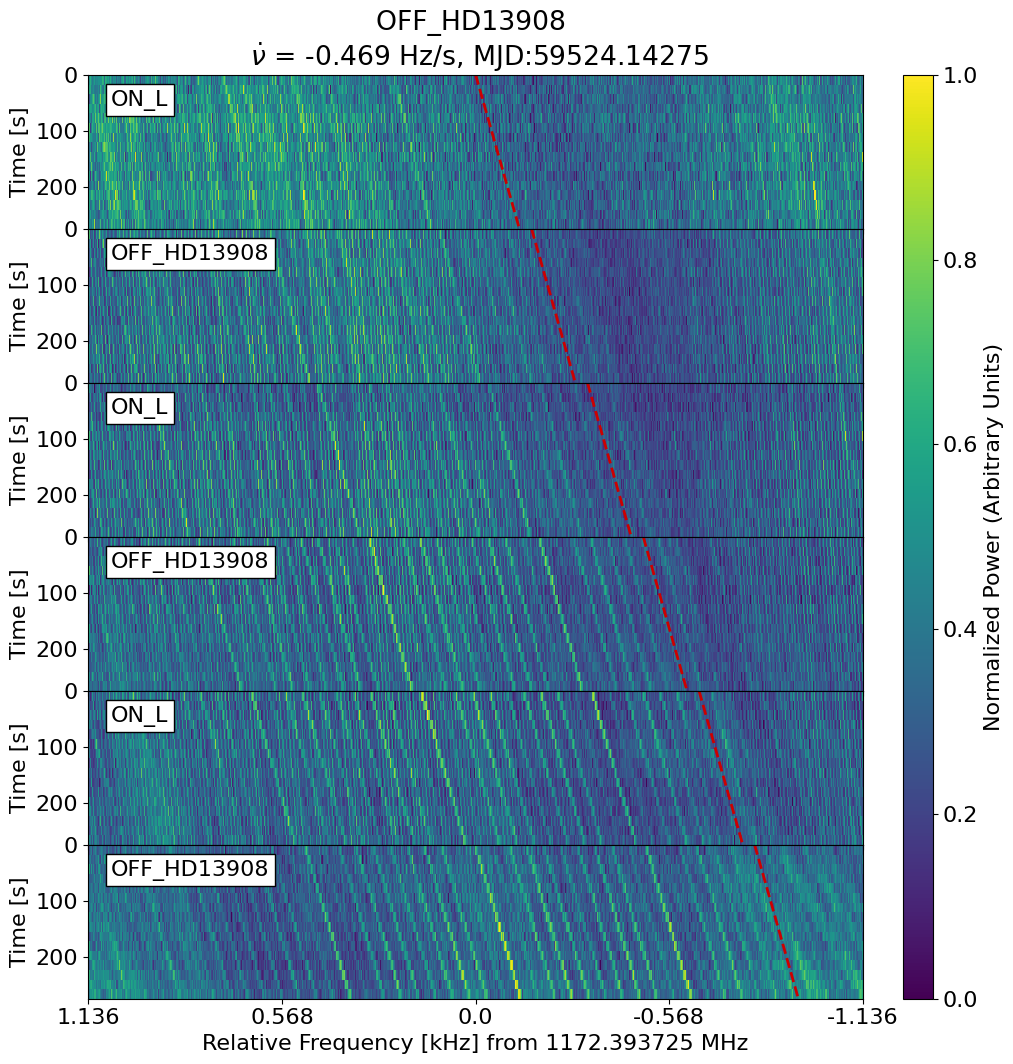 OFF_HD13908
ν̇ = -0.469 Hz/s, MJD:59524.14275
0
ON_L
100
Time [s]
200
0
OFF_HD13908
100
Time [s]
200
0
ON_L
100
Time [s]
200
0
OFF_HD13908
100
Time [s]
200
0
ON_L
100
Time [s]
200
0
OFF_HD13908
100
Time [s]
200
1.136 0.568 0.0 -0.568 -1.136
Relative Frequency [kHz] from 1172.393725 MHz
1.0
0.8
0.6
0.4
0.2
0.0
Normalized Power (Arbitrary Units)